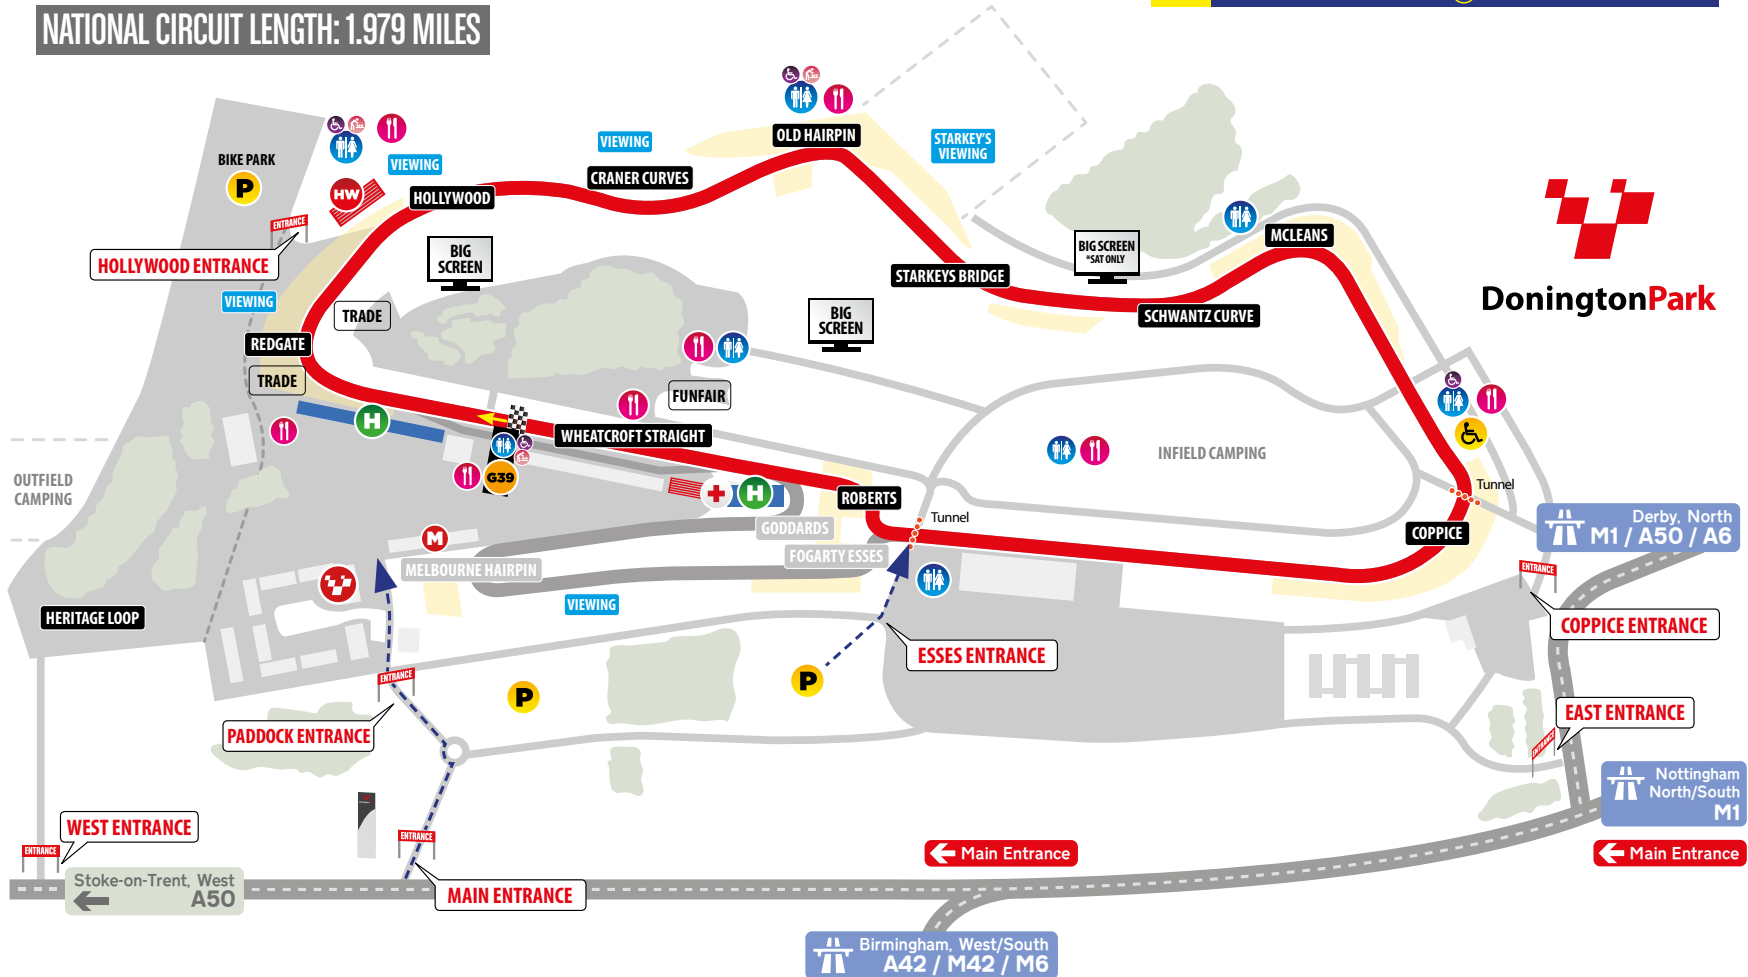 NATIONAL CIRCUIT LENGTH: 1.979 MILES
OLD HAIRPIN
VIEWING
STARKEY'S
VIEWING
BIKE PARK
P
VIEWING
HW
HOLLYWOOD
CRANER CURVES
ENTRANCE
HOLLYWOOD ENTRANCE
BIG
SCREEN
BIG SCREEN
*SAT ONLY
MCLEANS
STARKEYS BRIDGE
SCHWANTZ CURVE
DoningtonPark
VIEWING
TRADE
BIG
SCREEN
REDGATE
TRADE
FUNFAIR
H
WHEATCROFT STRAIGHT
INFIELD CAMPING
OUTFIELD
CAMPING
G39
H
ROBERTS
Tunnel
Tunnel
GODDARDS
FOGARTY ESSES
COPPICE
Derby, North
M1 / A50 / A6
M
MELBOURNE HAIRPIN
ENTRANCE
VIEWING
HERITAGE LOOP
COPPICE ENTRANCE
ESSES ENTRANCE
ENTRANCE
P
P
PADDOCK ENTRANCE
EAST ENTRANCE
ENTRANCE
Nottingham
North/South
M1
WEST ENTRANCE
ENTRANCE
ENTRANCE
Main Entrance
Main Entrance
Stoke-on-Trent, West
A50
MAIN ENTRANCE
Birmingham, West/South
A42 / M42 / M6